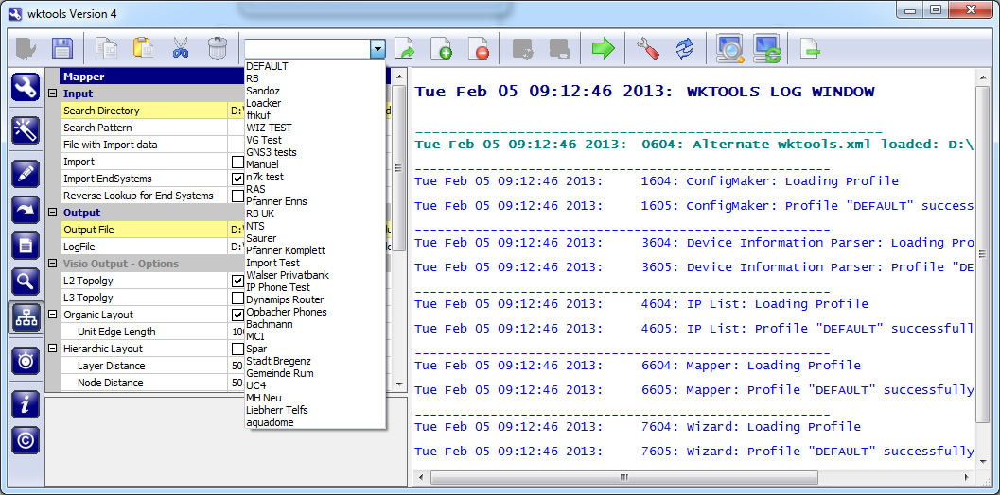 wktools Version 4
DEFAULT
RB
Sandoz
Loacker
fhkuf
WIZ-TEST
VG Test
GNS3 tests
Manuel
n7k test
RAS
Pfanner Enns
RB UK
NTS
Saurer
Pfanner Komplett
Import Test
Walser Privatbank
IP Phone Test
Dynamips Router
Opbacher Phones
Bachmann
MCI
Spar
Stadt Bregenz
Gemeinde Rum
UC4
MH Neu
Liebherr Telfs
aquadome
Mapper
Input
Search Directory D:\
Search Pattern
File with Import data
Import
Import EndSystems
Reverse Lookup for End Systems
Output
Output File D:\
LogFile D:\
Visio Output - Options
L2 Topolgy
L3 Topolgy
Organic Layout
Unit Edge Length 100
Hierarchic Layout
Layer Distance 50
Node Distance 50
Tue Feb 05 09:12:46 2013: WKTOOLS LOG WINDOW
Tue Feb 05 09:12:46 2013: 0604: Alternate wktools.xml loaded: D:\
Tue Feb 05 09:12:46 2013: 1604: ConfigMaker: Loading Profile
Tue Feb 05 09:12:46 2013: 1605: ConfigMaker: Profile "DEFAULT" success
Tue Feb 05 09:12:46 2013: 3604: Device Information Parser: Loading Pro
Tue Feb 05 09:12:46 2013: 3605: Device Information Parser: Profile "DE
Tue Feb 05 09:12:46 2013: 4604: IP List: Loading Profile
Tue Feb 05 09:12:46 2013: 4605: IP List: Profile "DEFAULT" successfull
Tue Feb 05 09:12:46 2013: 6604: Mapper: Loading Profile
Tue Feb 05 09:12:46 2013: 6605: Mapper: Profile "DEFAULT" successfully
Tue Feb 05 09:12:46 2013: 7604: Wizard: Loading Profile
Tue Feb 05 09:12:46 2013: 7605: Wizard: Profile "DEFAULT" successfully